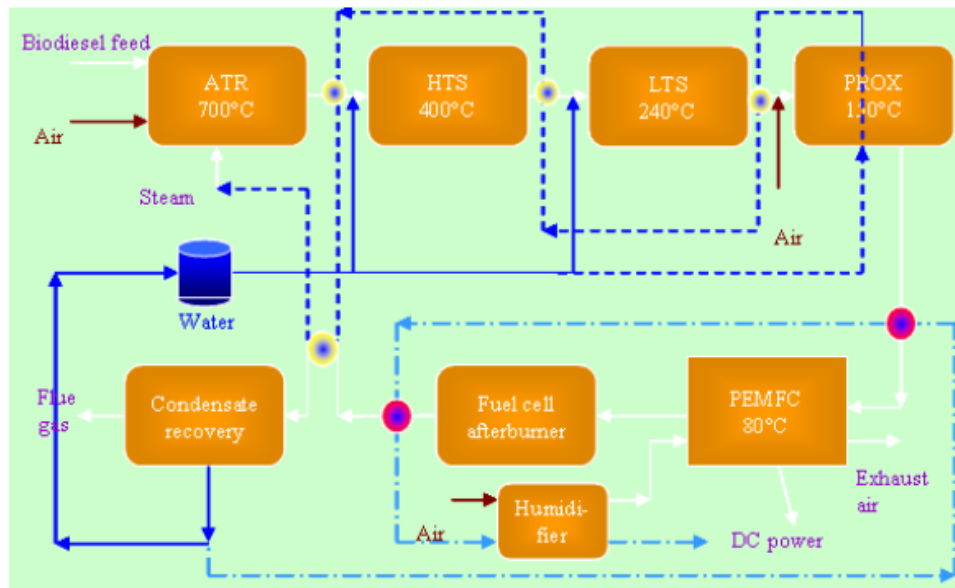 Biodiesel feed
Air
ATR
700°C
HTS
400°C
LTS
240°C
PROX
Steam
Air
Water
Flue
gas
Condensate
recovery
Fuel cell
afterburner
PEMFC
80°C
Exhaust
air
Air
Humidi-
fier
DC power